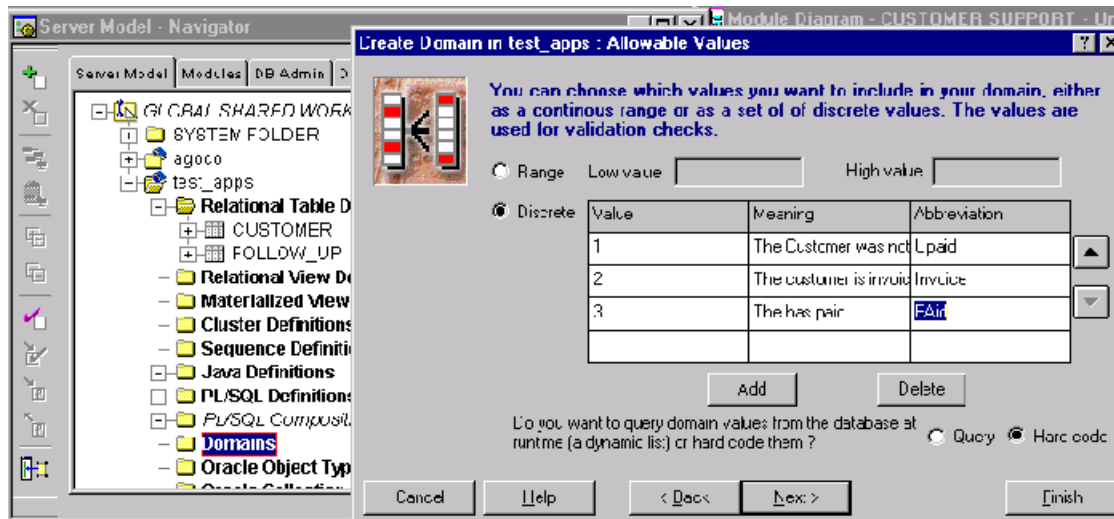 Server Model - Navigator
Module Diagram - CUSTOMER SUPPORT - Un
Create Domain in test_apps : Allowable Values
Server Model
Modules
DB Admin
GLOBAL SHARED WORK
SYSTEM FOLDER
agoco
test_apps
Relational Table D
CUSTOMER
FOLLOW_UP
Relational View De
Materialized View
Cluster Definitions
Sequence Definitio
Java Definitions
PL/SQL Definitions
PL/SQL Composit
Domains
Oracle Object Typ
Oracle Collection
You can choose which values you want to include in your domain, either
as a continous range or as a set of of discrete values. The values are
used for validation checks.
Range Low value High value
Discrete Value Meaning Abbreviation
1 The Customer was not Upaid
2 The customer is invoic Invoice
3 The has paid
Add Delete
Do you want to query domain values from the database at
runtime (a dynamic list) or hard code them ?
Query Hard code
Cancel Help < Back Next > Finish